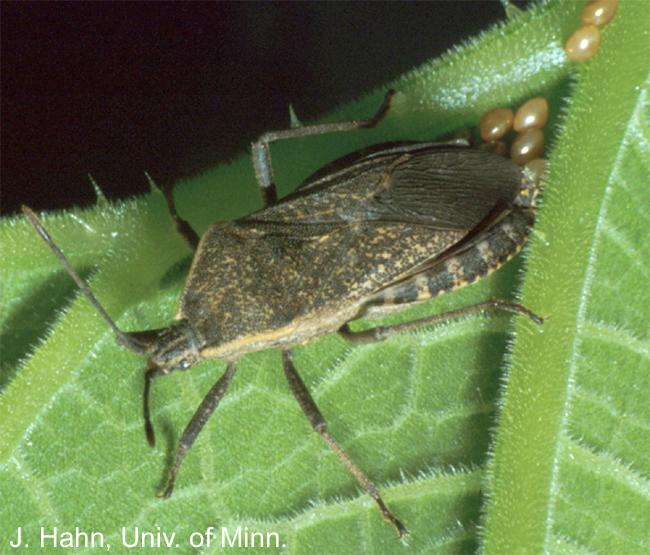 J. Hahn, Univ. of Minn.